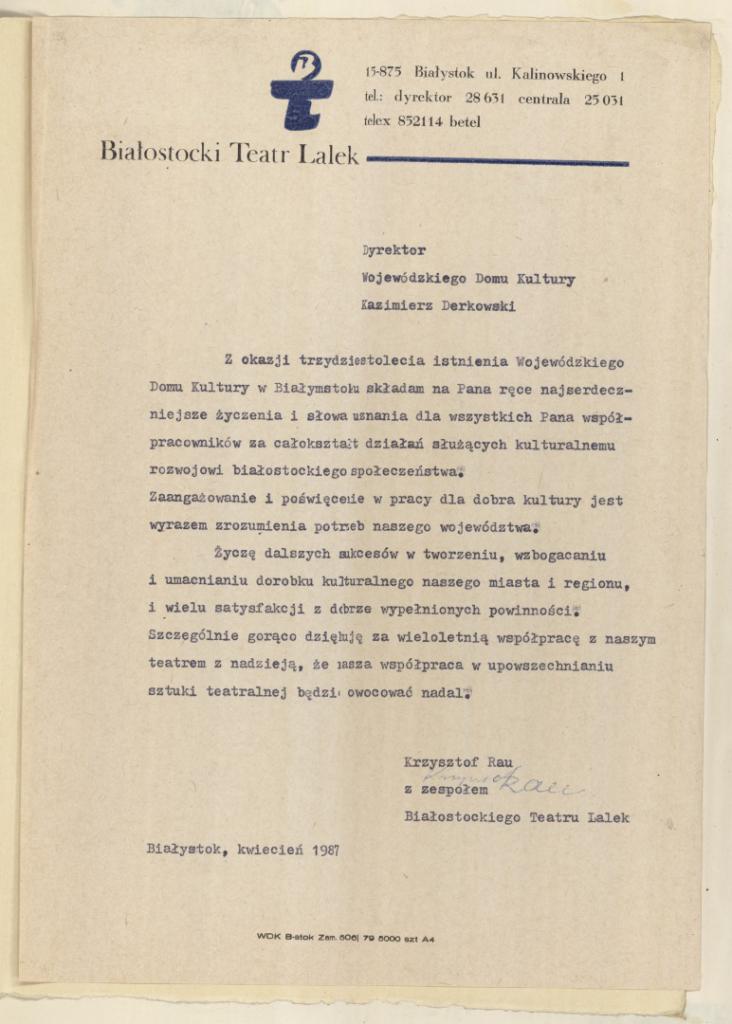 15-875 Białystok ul. Kalinowskiego 1
tel.: dyrektor 28 631 centrala 25 031
telex 852114 betel
Białostocki Teatr Lalek
Dyrektor
Wojewódzkiego Domu Kultury
Kazimierz Derkowski
Z okazji trzydziestolecia istnienia Wojewódzkiego
Domu Kultury w Białymstoku składam na Pana ręce najserdecz-
niejsze życzenia i słowa uznania dla wszystkich Pana współ-
pracowników za całokształt działań służących kulturalnemu
rozwojowi białostockiego społeczeństwa.
Zaangażowanie i poświęcenie w pracy dla dobra kultury jest
wyrazem zrozumienia potrzeb naszego województwa.
Życzę dalszych sukcesów w tworzeniu, wzbogacaniu
i umacnianiu dorobku kulturalnego naszego miasta i regionu,
i wielu satysfakcji z dobrze wypełnionych powinności.
Szczególnie gorąco dziękuję za wieloletnią współpracę z naszym
teatrem z nadzieją, że nasza współpraca w upowszechnianiu
sztuki teatralnej będzie owocować nadal.
Krzysztof Rau
Krzysztof Rau
z zespołem
Białostockiego Teatru Lalek
Białystok, kwiecień 1987
WDK B-stok Zam. 506/79 5000 szt A4